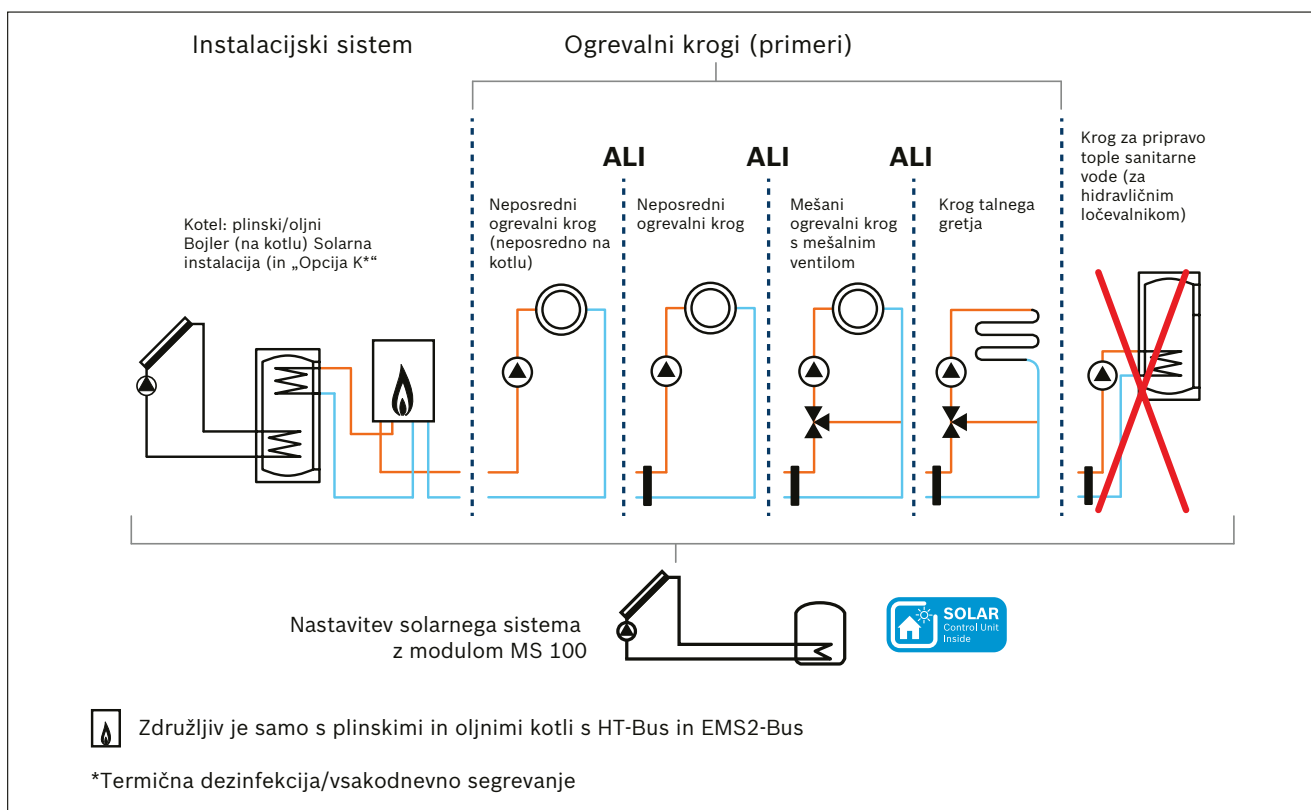 Instalacijski sistem
Ogrevalni krogi (primeri)
Kotel: plinski/oljni
Bojler (na kotlu) Solarna
instalacija (in „Opcija K*“
Neposredni
ogrevalni krog
(neposredno na
kotlu)
ALI
Neposredni
ogrevalni krog
ALI
Mešani
ogrevalni krog
s mešalnim
ventilom
ALI
Krog talnega
gretja
Krog za pripravo
tople sanitarne
vode (za
hidravličnim
ločevalnikom)
Nastavitev solarnega sistema
z modulom MS 100
SOLAR
Control Unit
Inside
Združljiv je samo s plinskimi in oljnimi kotli s HT-Bus in EMS2-Bus
*Termična dezinfekcija/vsakodnevno segrevanje